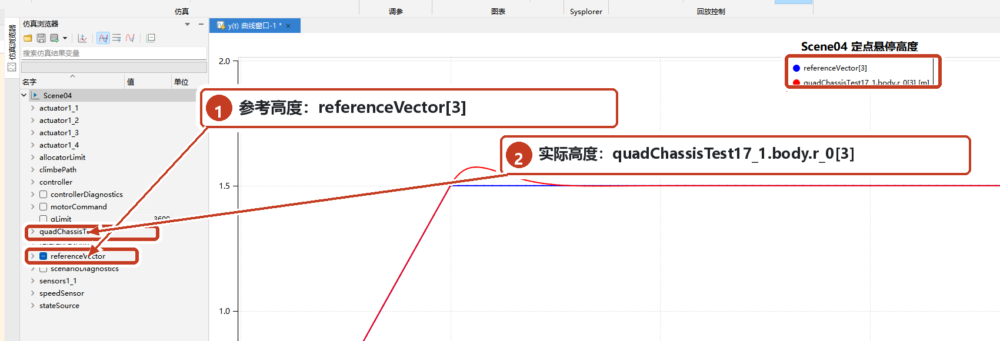 仿真
调参
图表
Sysplorer
回放控制
仿真浏览器
仿真浏览器
y(t) 曲线窗口-1 *
搜索仿真结果变量
名字
值
单位
Scene04
actuator1_1
actuator1_2
actuator1_3
actuator1_4
allocatorLimit
climbePath
controller
controllerDiagnostics
motorCommand
qLimit
3600
quadChassisTe
referenceVector
scenarioDiagnostics
sensors1_1
speedSensor
stateSource
Scene04 定点悬停高度
referenceVector[3]
quadChassisTest17_1.body.r_0[3] [m]
2.0
1.5
1.0
1 参考高度：referenceVector[3]
2 实际高度：quadChassisTest17_1.body.r_0[3]